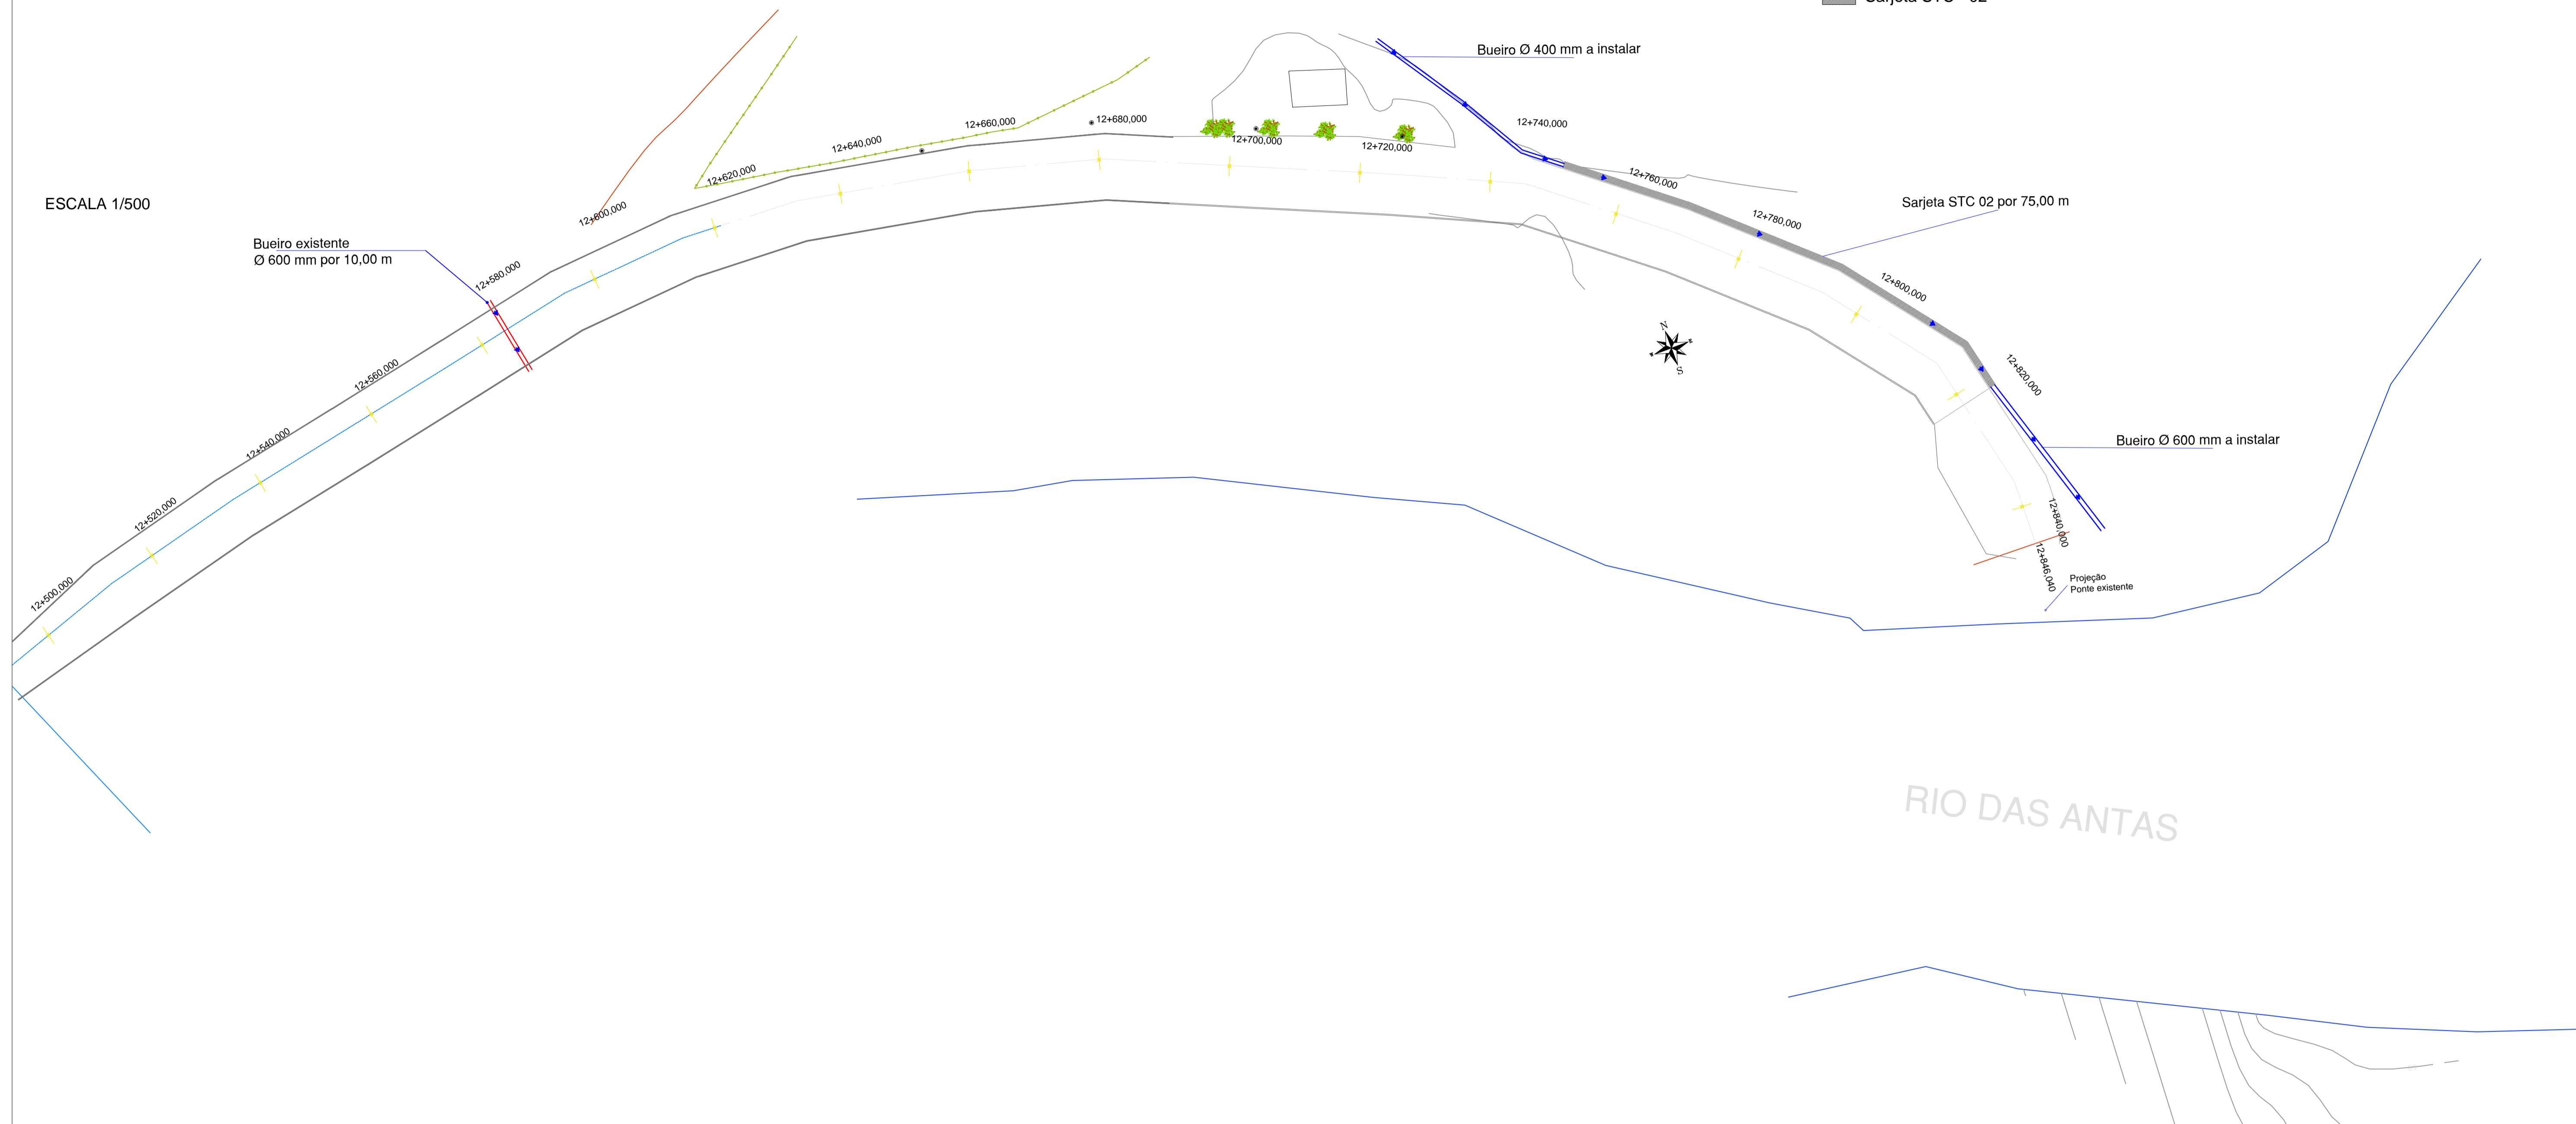 Sarjeta STC - 02
Bueiro Ø 400 mm a instalar
12+740,000
12+680,000
12+660,000
12+640,000
12+700,000
12+720,000
12+620,000
12+760,000
ESCALA 1/500
Sarjeta STC 02 por 75,00 m
12+600,000
12+780,000
Bueiro existente
Ø 600 mm por 10,00 m
12+580,000
12+800,000
N
S
12+560,000
12+820,000
12+540,000
Bueiro Ø 600 mm a instalar
12+520,000
12+840,000
12+500,000
12+846,040
Projeção
Ponte existente
RIO DAS ANTAS